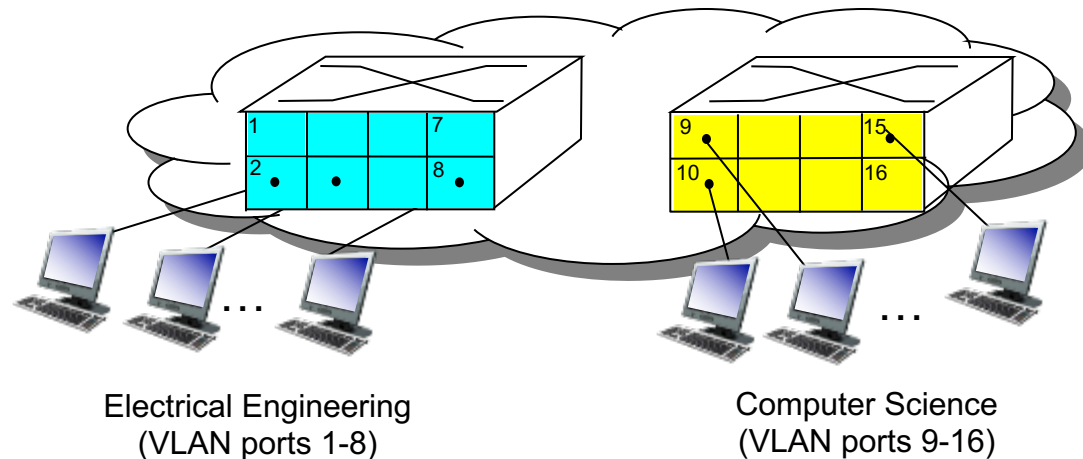 1
7
2
8
9
15
10
16
...
...
Electrical Engineering
(VLAN ports 1-8)
Computer Science
(VLAN ports 9-16)